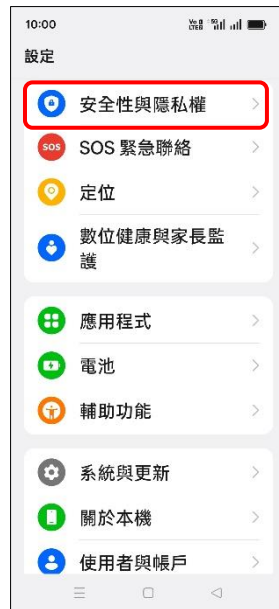 10:00
設定
安全性與隱私權
SOS
SOS 緊急聯絡
定位
數位健康與家長監
護
應用程式
電池
輔助功能
系統與更新
關於本機
使用者與帳戶